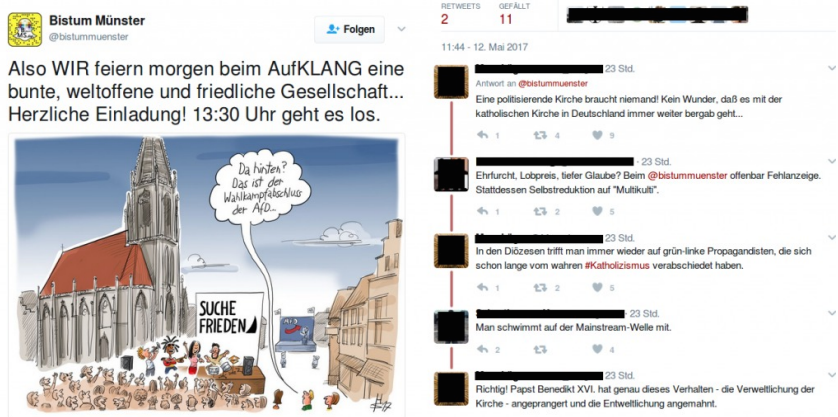 Bistum Münster
@bistummuenster
Folgen
Also WIR feiern morgen beim AufKLANG eine
bunte, weltoffene und friedliche Gesellschaft...
Herzliche Einladung! 13:30 Uhr geht es los.
Da hinten?
Das ist der
Wahlkampfabschluss
der AfD...
SUCHE
FRIEDEN
AfD
RETWEETS
2
GEFÄLLT
11
11:44 - 12. Mai 2017
23 Std.
Antwort an @bistummuenster
Eine politisierende Kirche braucht niemand! Kein Wunder, daß es mit der
katholischen Kirche in Deutschland immer weiter bergab geht...
1 4 9
23 Std.
Ehrfurcht, Lobpreis, tiefer Glaube? Beim @bistummuenster offenbar Fehlanzeige.
Stattdessen Selbstreduktion auf "Multikulti".
1 2 5
23 Std.
In den Diözesen trifft man immer wieder auf grün-linke Propagandisten, die sich
schon lange vom wahren #Katholizismus verabschiedet haben.
1 2 5
23 Std.
Man schwimmt auf der Mainstream-Welle mit.
2 4
23 Std.
Richtig! Papst Benedikt XVI. hat genau dieses Verhalten - die Verweltlichung der
Kirche - angeprangert und die Entweltlichung angemahnt.